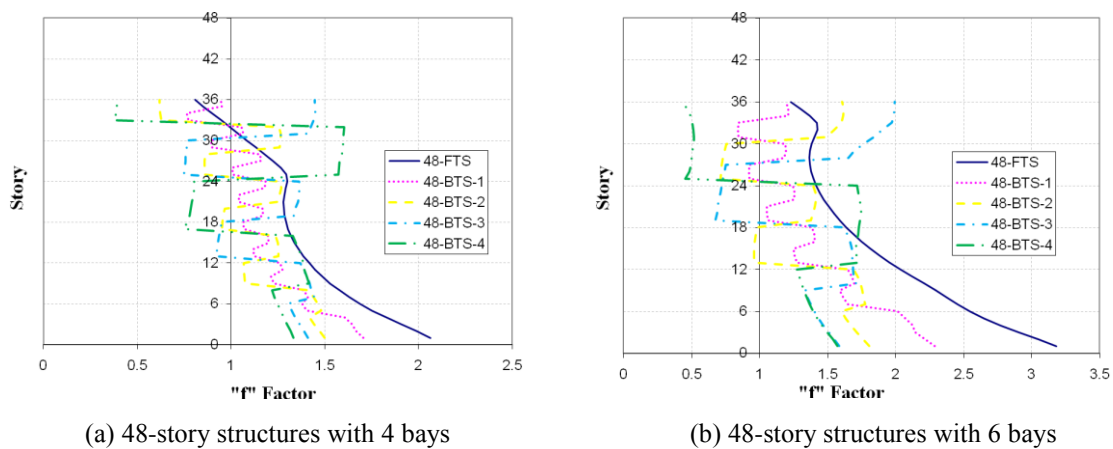 48
42
36
30
24
18
12
6
0
Story
0
0.5
1
1.5
2
2.5
"f" Factor
48-FTS
48-BTS-1
48-BTS-2
48-BTS-3
48-BTS-4
(a) 48-story structures with 4 bays
48
42
36
30
24
18
12
6
0
Story
0
0.5
1
1.5
2
2.5
3
3.5
"f" Factor
48-FTS
48-BTS-1
48-BTS-2
48-BTS-3
48-BTS-4
(b) 48-story structures with 6 bays